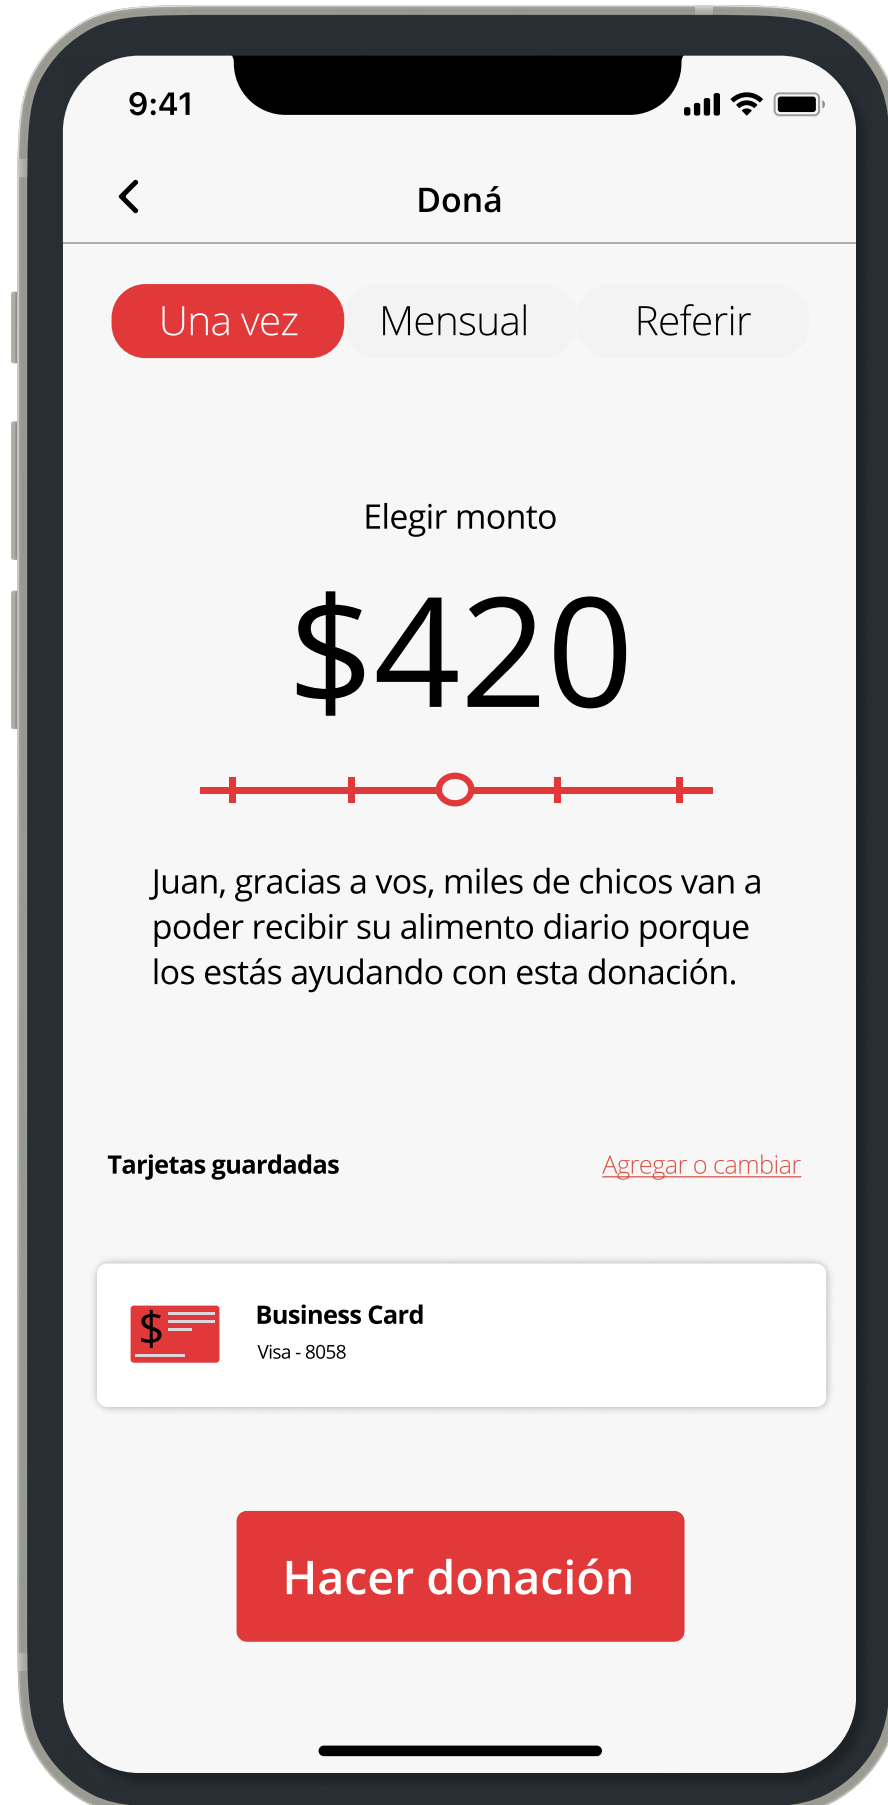 9:41
Doná
Una vez Mensual Referir
Elegir monto
$420
Juan, gracias a vos, miles de chicos van a
poder recibir su alimento diario porque
los estás ayudando con esta donación.
Tarjetas guardadas Agregar o cambiar
$ Business Card
Visa - 8058
Hacer donación